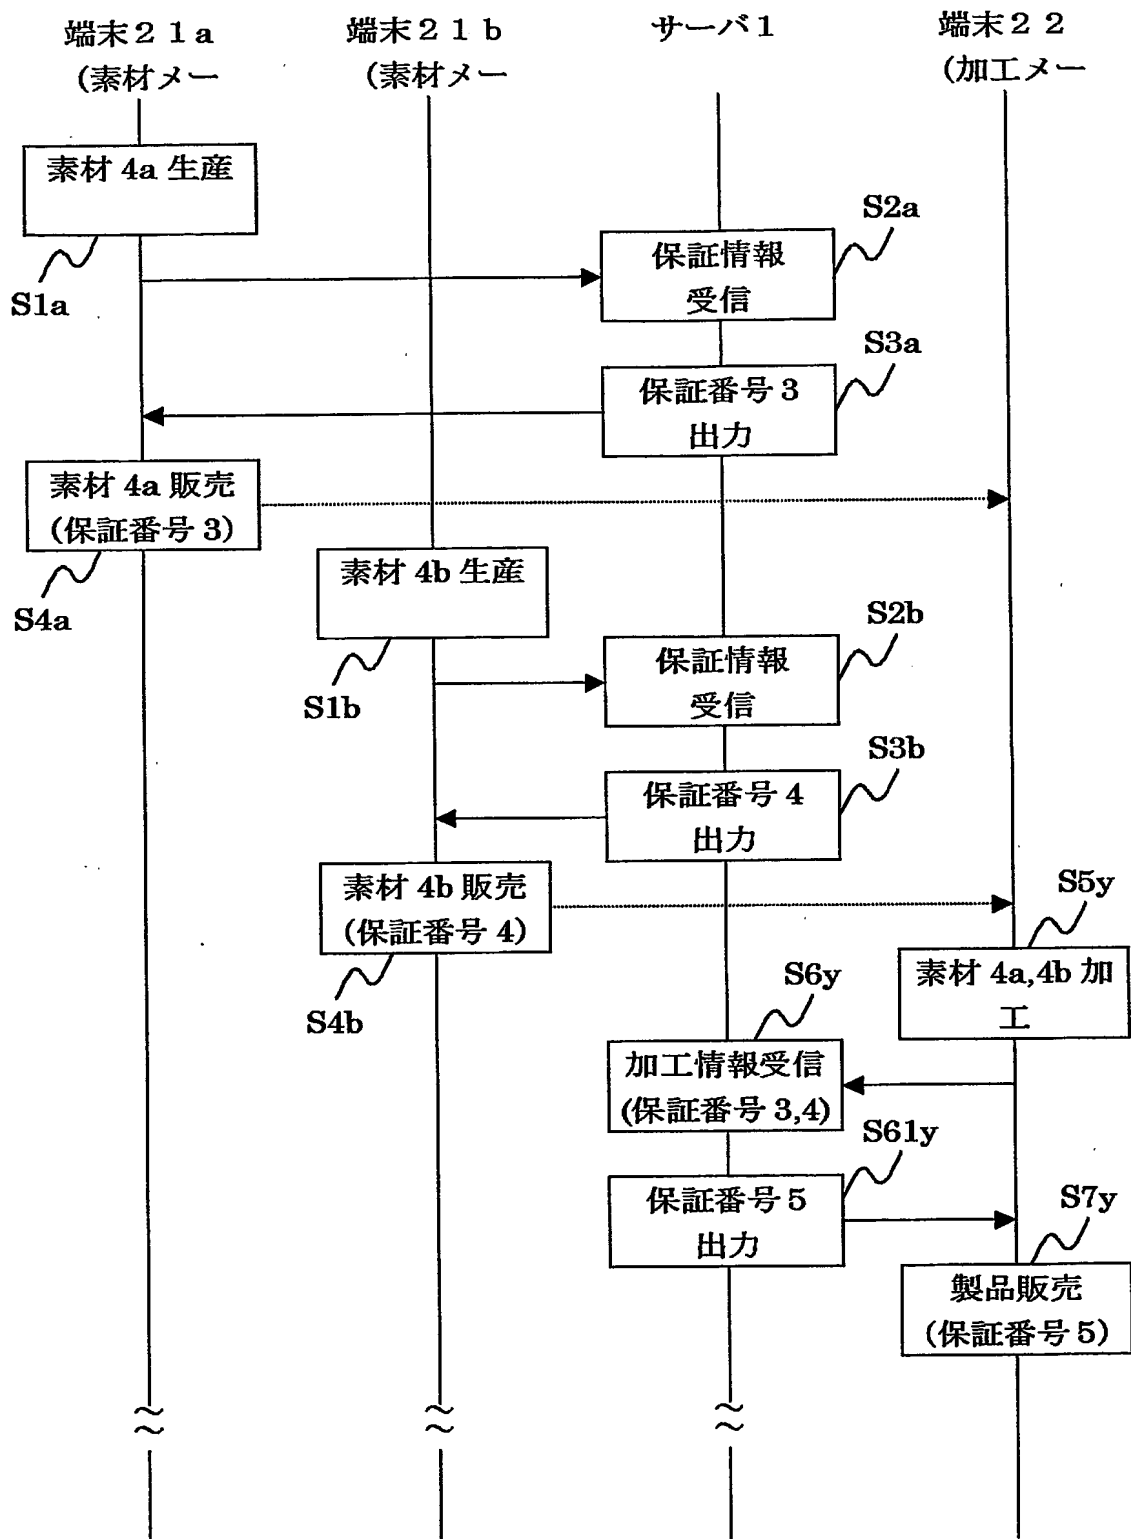 端末２１a
(素材メー
端末２１b
(素材メー
サーバ１
端末２２
(加工メー
素材 4a 生産
S1a
S2a
保証情報
受信
S3a
保証番号３
出力
素材 4a 販売
(保証番号 3)
S4a
素材 4b 生産
S1b
S2b
保証情報
受信
S3b
保証番号４
出力
素材 4b 販売
(保証番号 4)
S4b
S5y
素材 4a,4b 加
工
S6y
加工情報受信
(保証番号 3,4)
S61y
保証番号５
出力
S7y
製品販売
(保証番号５)